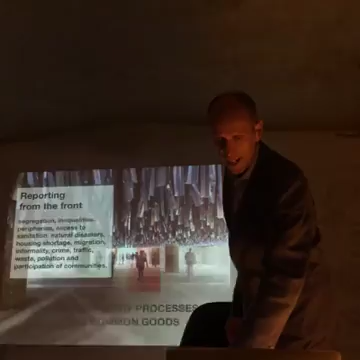 Reporting
from the front
segregation, inequalities,
peripheries, access to
sanitation, natural disasters,
housing shortage, migration,
informality, crime, traffic,
waste, pollution and
participation of communities.
PROCESSES
COMMON GOODS